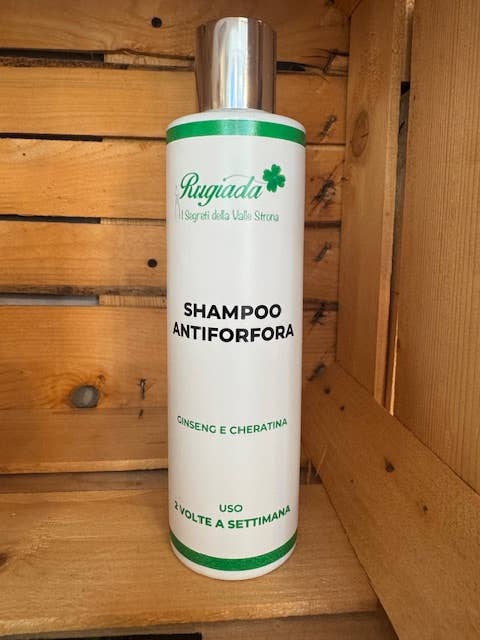 Rugiada
I Segreti della Valle Strona
SHAMPOO
ANTIFORFORA
GINSENG E CHERATINA
USO
2 VOLTE A SETTIMANA